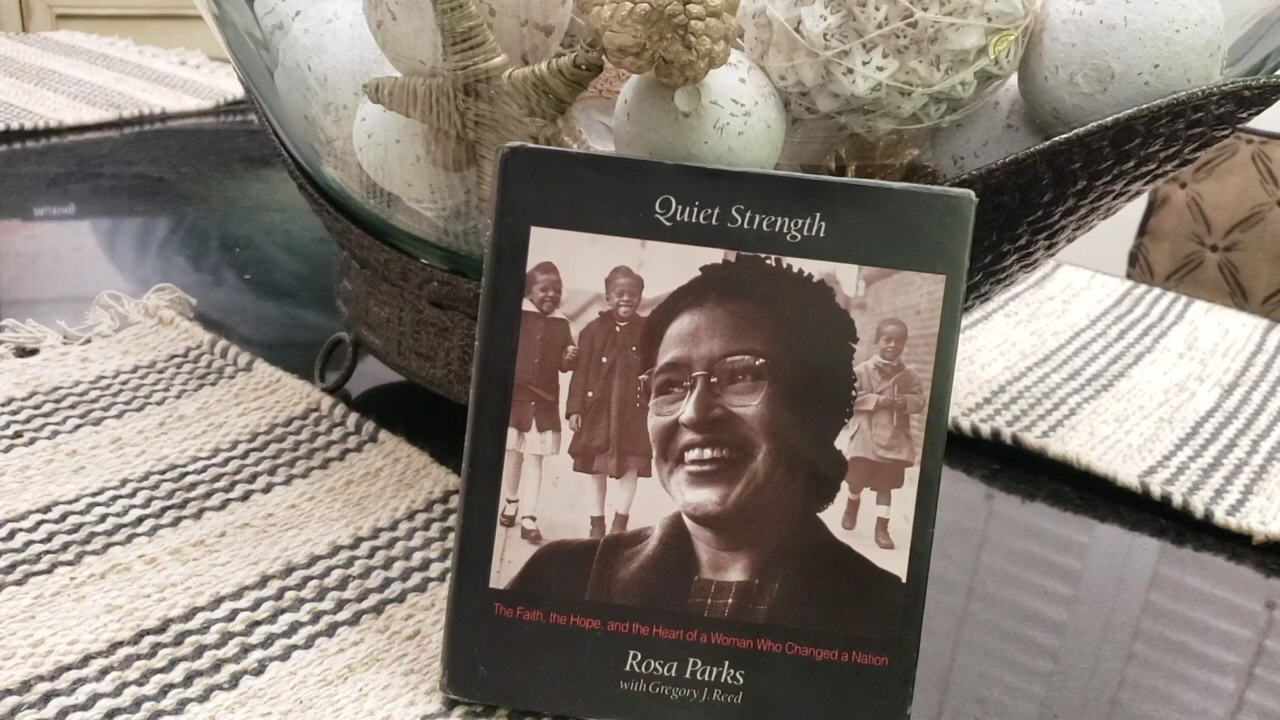 Quiet Strength
The Faith, the Hope, and the Heart of a Woman Who Changed a Nation
Rosa Parks
with Gregory J. Reed